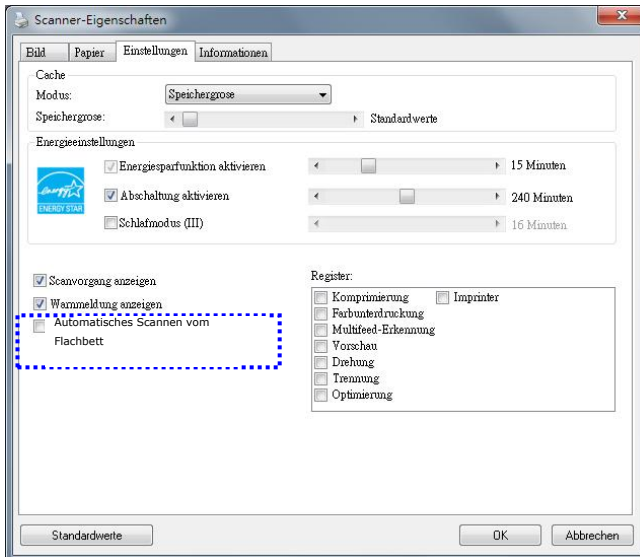 Scanner-Eigenschaften
Bild Papier Einstellungen Informationen
Cache
Modus: Speichergrose
Speichergrose: Standardwerte
Energieeinstellungen
Energiesparfunktion aktivieren 15 Minuten
Abschaltung aktivieren 240 Minuten
Schlafmodus (III) 16 Minuten
ENERGY STAR
Scanvorgang anzeigen
Warnmeldung anzeigen
Automatisches Scannen vom
Flachbett
Register:
Komprimierung Imprinter
Farbunterdruckung
Multifeed-Erkennung
Vorschau
Drehung
Trennung
Optimierung
Standardwerte OK Abbrechen